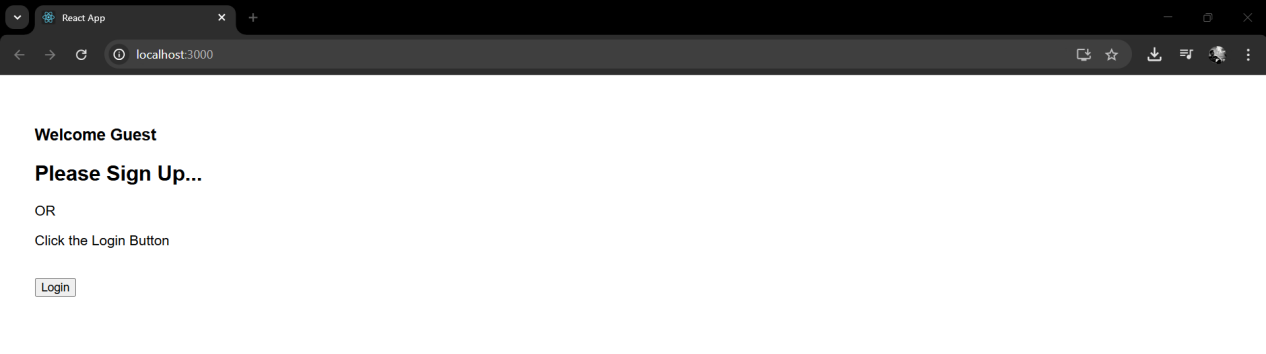 React App
localhost:3000
Welcome Guest
Please Sign Up...
OR
Click the Login Button
Login